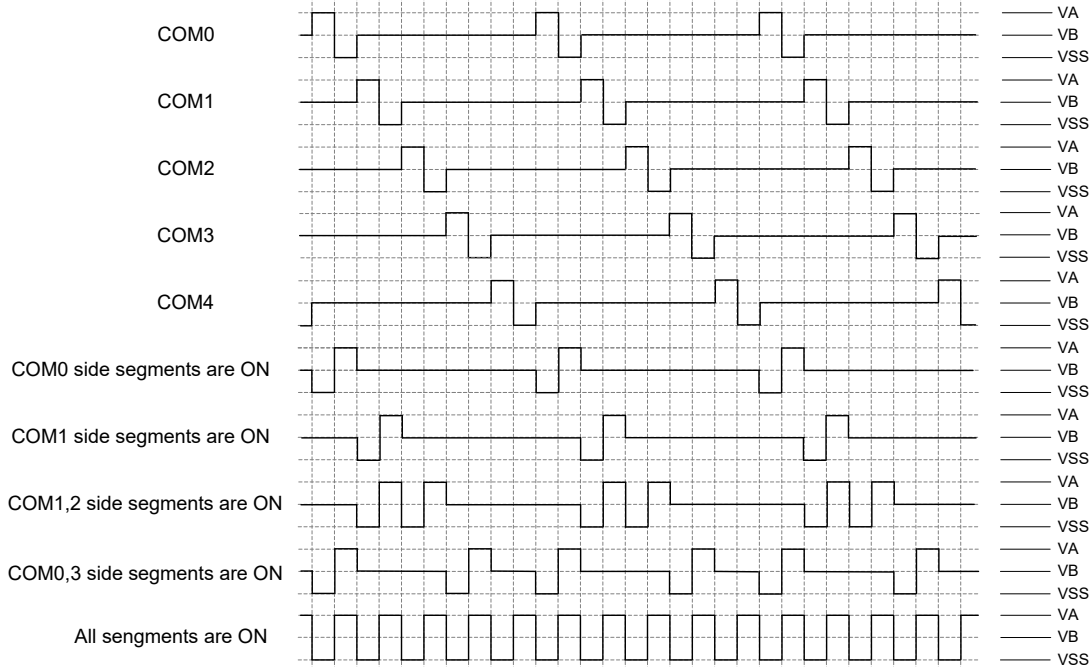 VA
COM0
VB
VSS
VA
COM1
VB
VSS
VA
COM2
VB
VSS
VA
COM3
VB
VSS
VA
COM4
VB
VSS
VA
COM0 side segments are ON
VB
VSS
VA
COM1 side segments are ON
VB
VSS
VA
COM1,2 side segments are ON
VB
VSS
VA
COM0,3 side segments are ON
VB
VSS
VA
All sengments are ON
VB
VSS